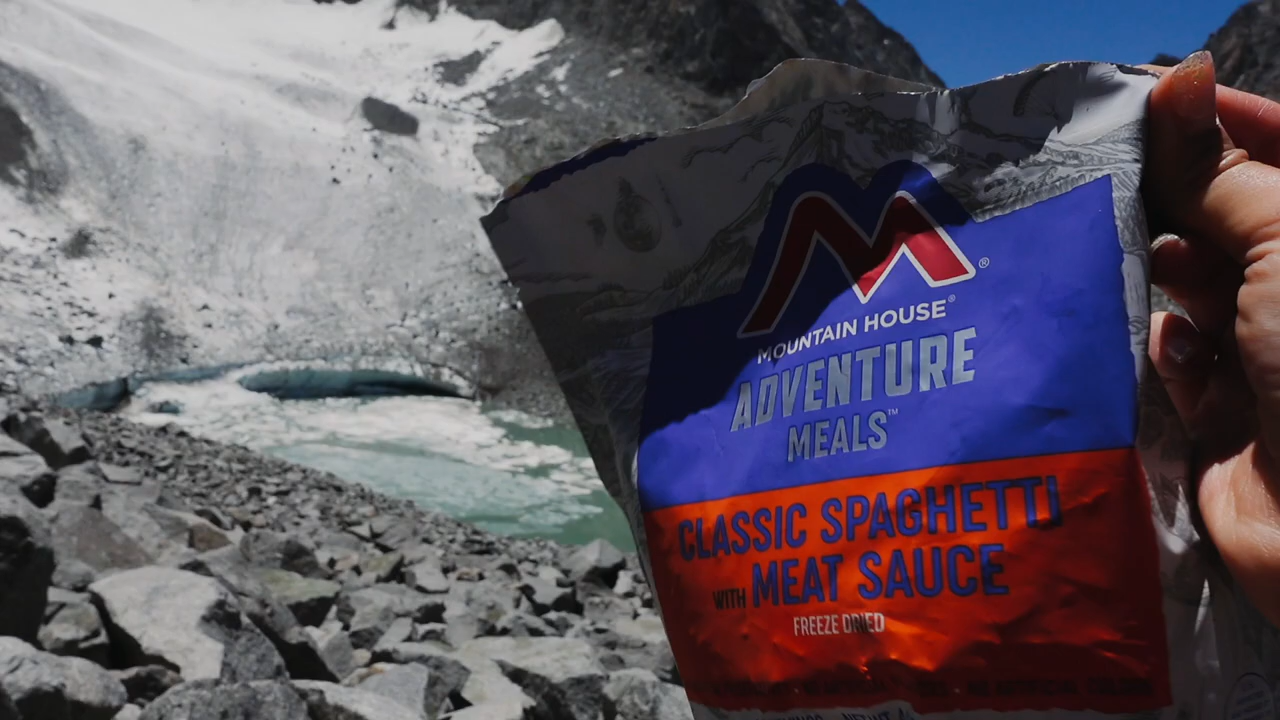 MOUNTAIN HOUSE®
ADVENTURE
MEALS™
CLASSIC SPAGHETTI
WITH MEAT SAUCE
FREEZE DRIED